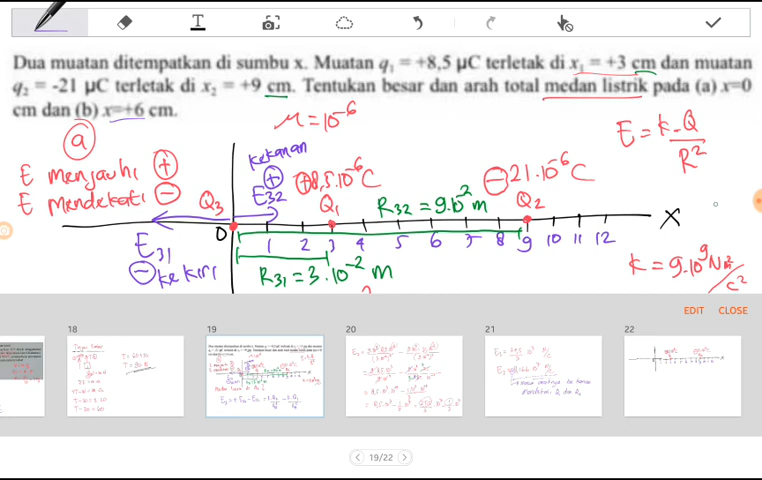 T
Dua muatan ditempatkan di sumbu x. Muatan q₁ = +8,5 μC terletak di x₁ = +3 cm dan muatan
q₂ = -21 μC terletak di x₂ = +9 cm. Tentukan besar dan arah total medan listrik pada (a) x=0
cm dan (b) x=+6 cm.
μ = 10⁻⁶
E = k.Q
R²
a
E menjauhi +
E Mendekati −
kekanan
+
E32
+8,5.10⁻⁶C
−21.10⁻⁶C
Q3
Q1
R32 = 9.10⁻² m
Q2
X
0 1 2 3 4 5 6 7 8 9 10 11 12
E31
− ke kiri
R31 = 3.10⁻² m
k = 9.10⁹ Nm²/c²
EDIT CLOSE
18 19 20 21 22
19/22